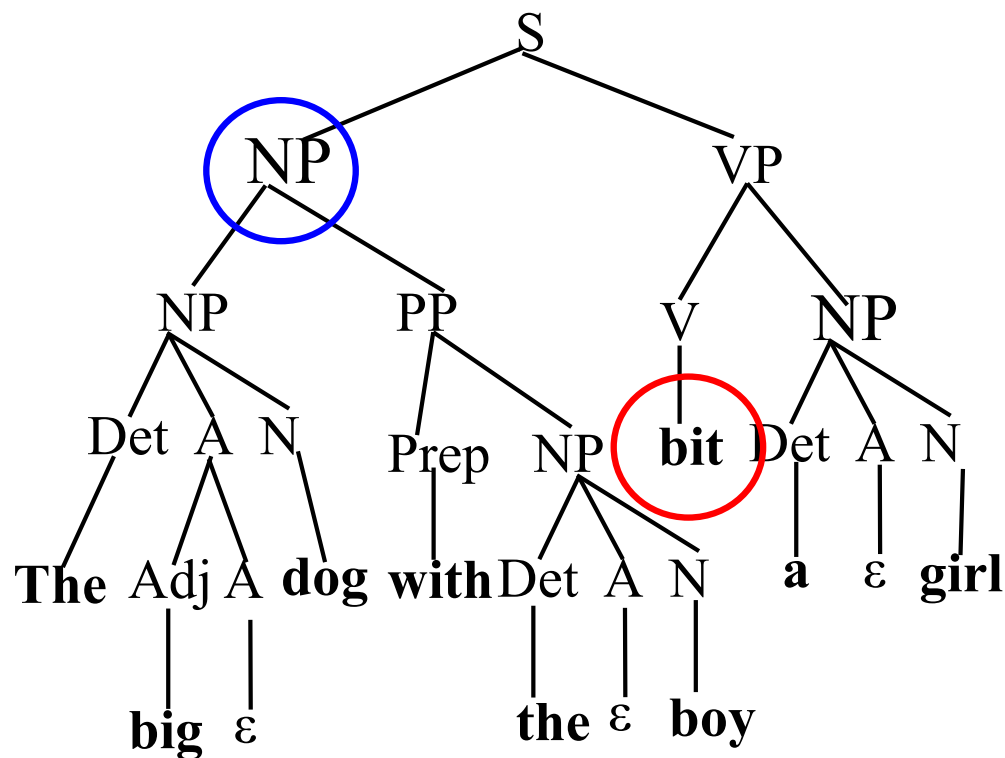 S
NP VP
NP PP V NP
Det A N Prep NP bit Det A N
The Adj A dog with Det A N a ε girl
big ε the ε boy